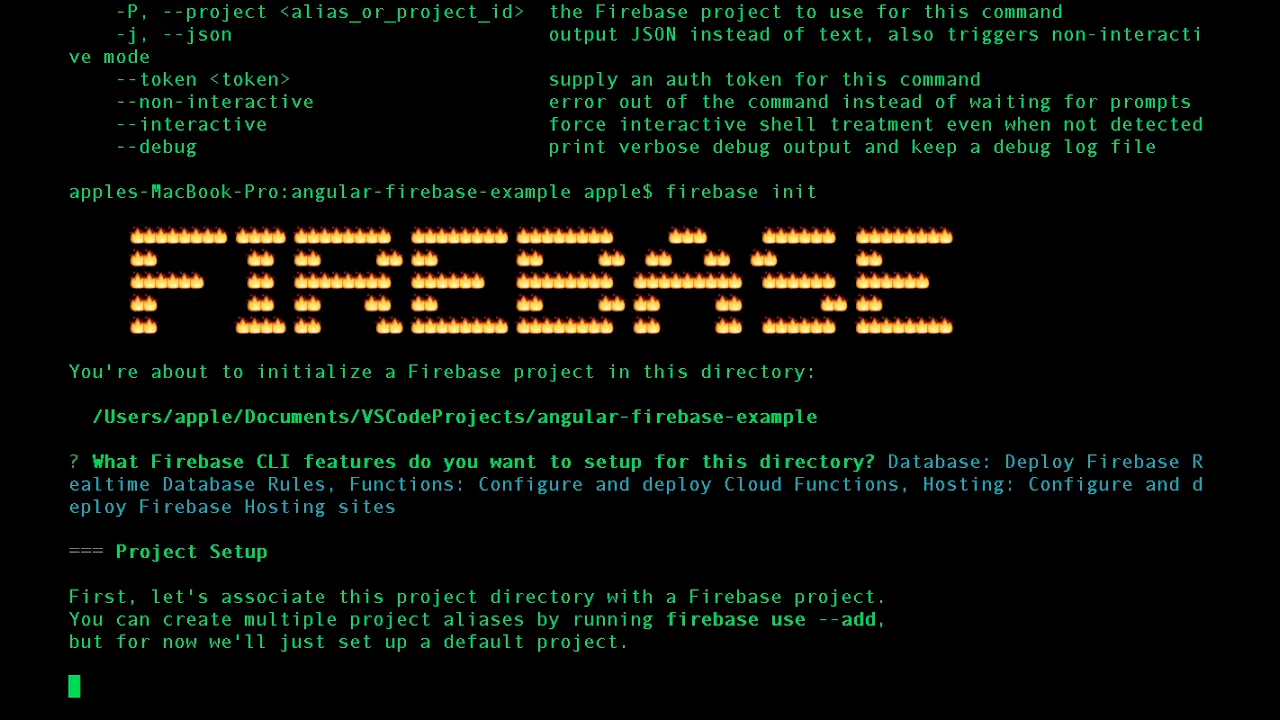 -P, --project <alias_or_project_id>  the Firebase project to use for this command
-j, --json                           output JSON instead of text, also triggers non-interacti
ve mode
--token <token>                      supply an auth token for this command
--non-interactive                    error out of the command instead of waiting for prompts
--interactive                        force interactive shell treatment even when not detected
--debug                              print verbose debug output and keep a debug log file
apples-MacBook-Pro:angular-firebase-example apple$ firebase init
FIREBASE
You're about to initialize a Firebase project in this directory:
/Users/apple/Documents/VSCodeProjects/angular-firebase-example
? What Firebase CLI features do you want to setup for this directory? Database: Deploy Firebase R
ealtime Database Rules, Functions: Configure and deploy Cloud Functions, Hosting: Configure and d
eploy Firebase Hosting sites
=== Project Setup
First, let's associate this project directory with a Firebase project.
You can create multiple project aliases by running firebase use --add,
but for now we'll just set up a default project.